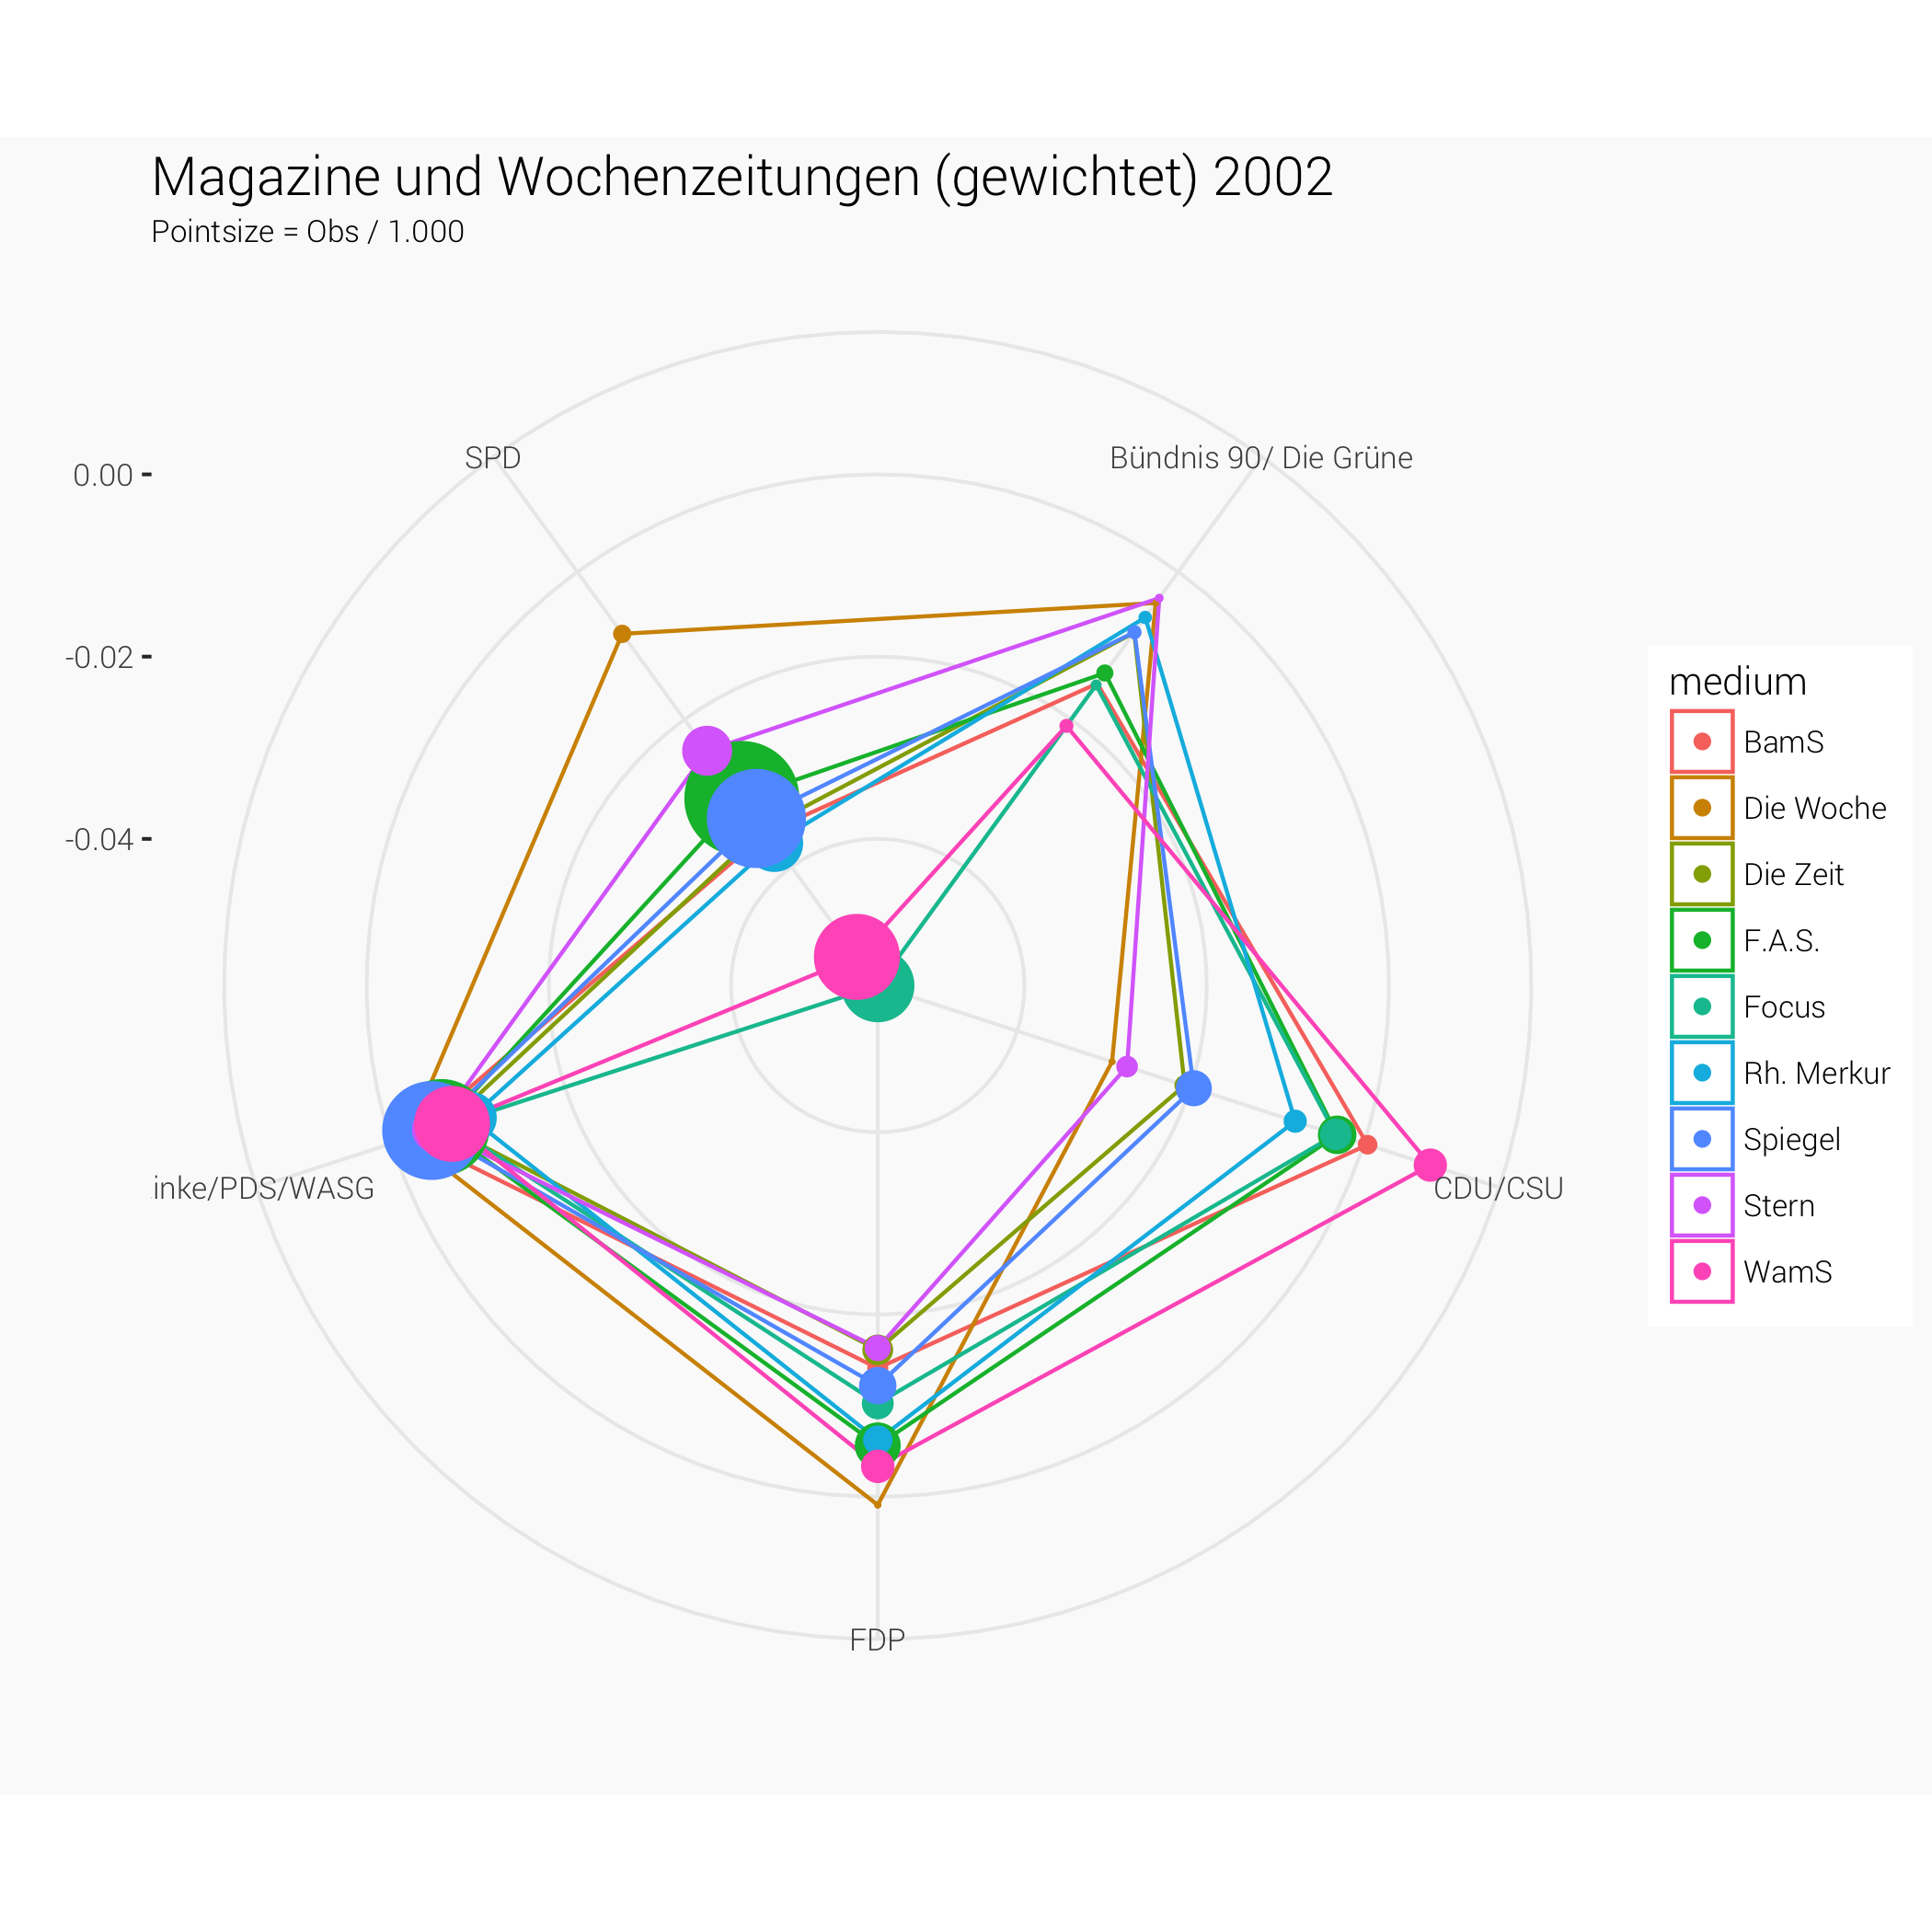 Magazine und Wochenzeitungen (gewichtet) 2002
Pointsize = Obs / 1.000
SPD
Bündnis 90/ Die Grüne
0.00
-0.02
-0.04
inke/PDS/WASG
CDU/CSU
FDP
medium
BamS
Die Woche
Die Zeit
F.A.S.
Focus
Rh. Merkur
Spiegel
Stern
WamS